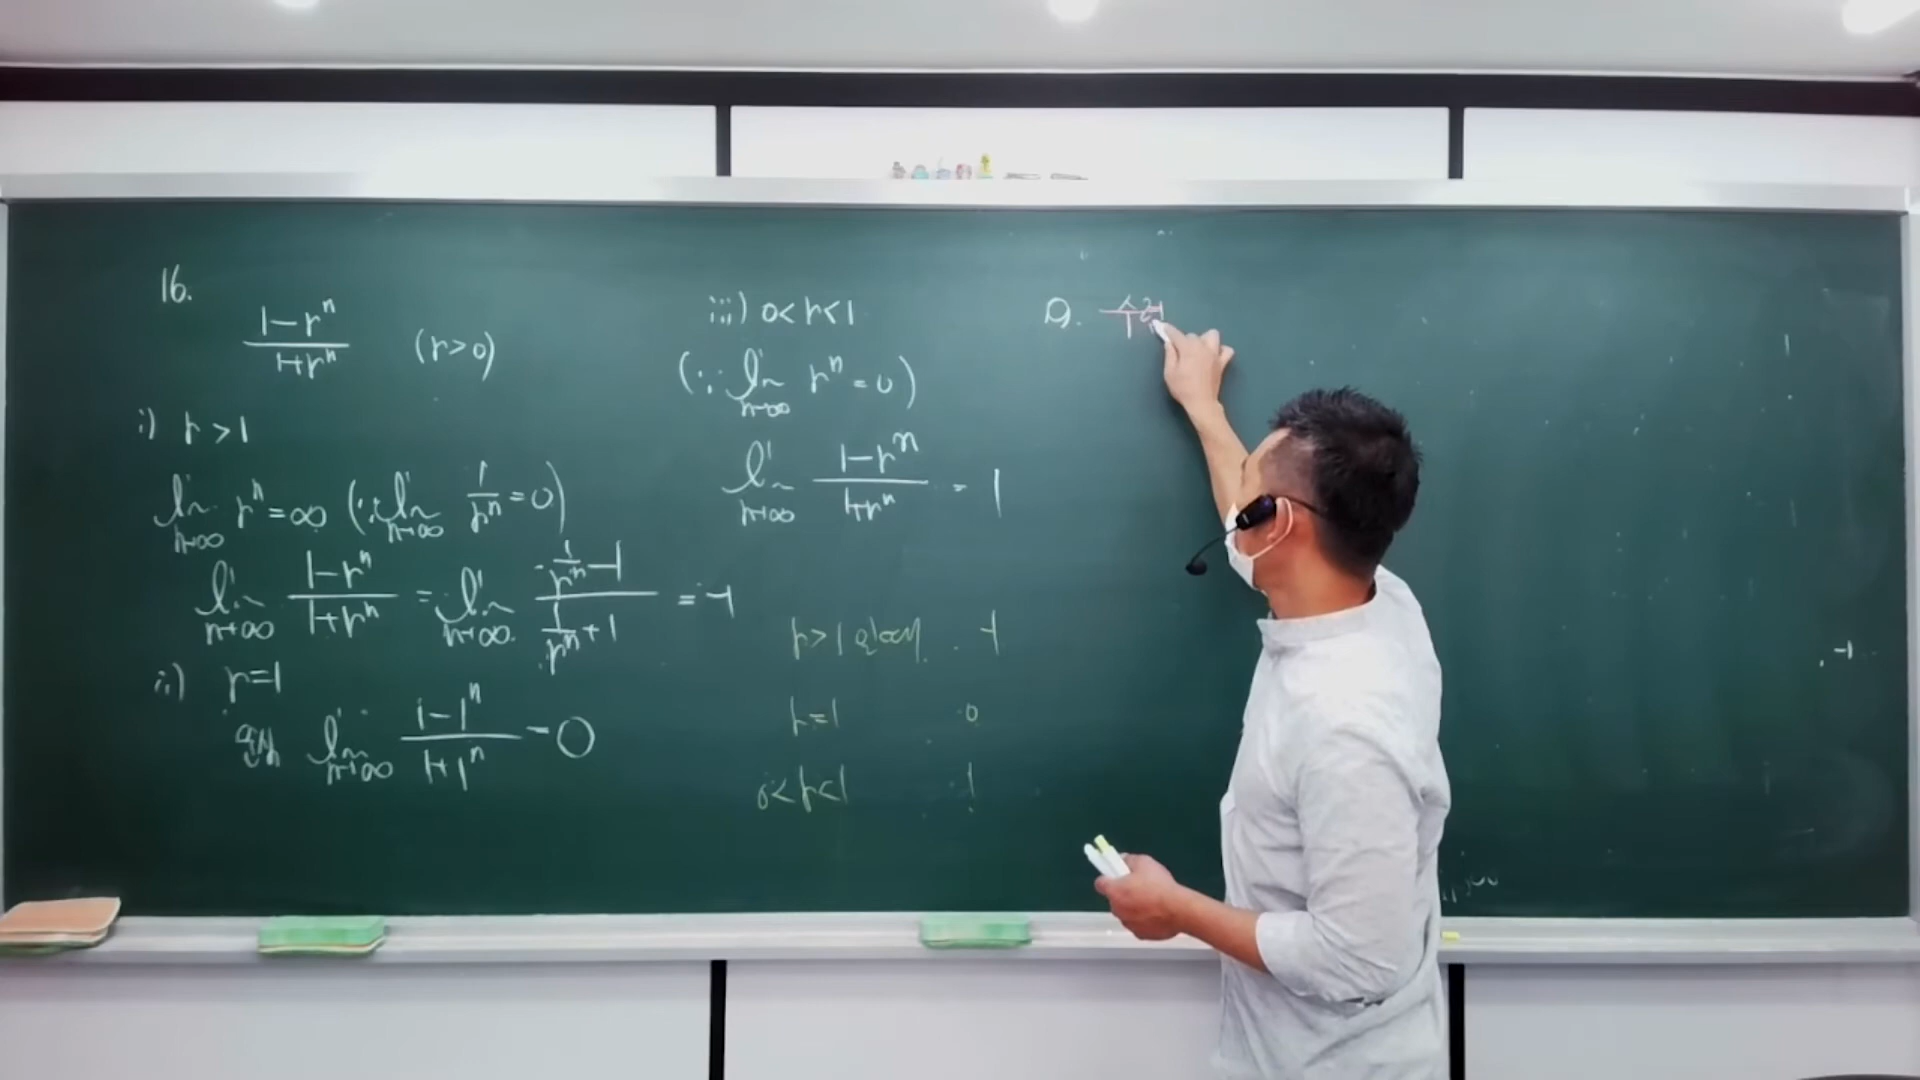 16.
1-rⁿ / 1+rⁿ (r>0)
i) r>1
lim n→∞ rⁿ=∞ (∵ lim n→∞ 1/rⁿ=0)
lim n→∞ 1-rⁿ / 1+rⁿ = lim n→∞ 1/rⁿ-1 / 1/rⁿ+1 = -1
ii) r=1
lim n→∞ 1-1ⁿ / 1+1ⁿ = 0
iii) 0<r<1
(∵ lim n→∞ rⁿ=0)
lim n→∞ 1-rⁿ / 1+rⁿ = 1
r>1 일 때 -1
r=1 0
0<r<1 1
Q. 수렴
-1